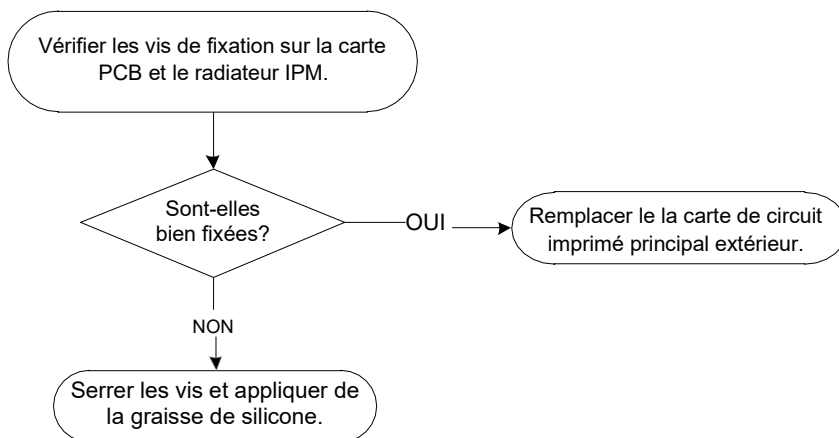 Vérifier les vis de fixation sur la carte
PCB et le radiateur IPM.
Sont-elles
bien fixées?
OUI
Remplacer le la carte de circuit
imprimé principal extérieur.
NON
Serrer les vis et appliquer de
la graisse de silicone.